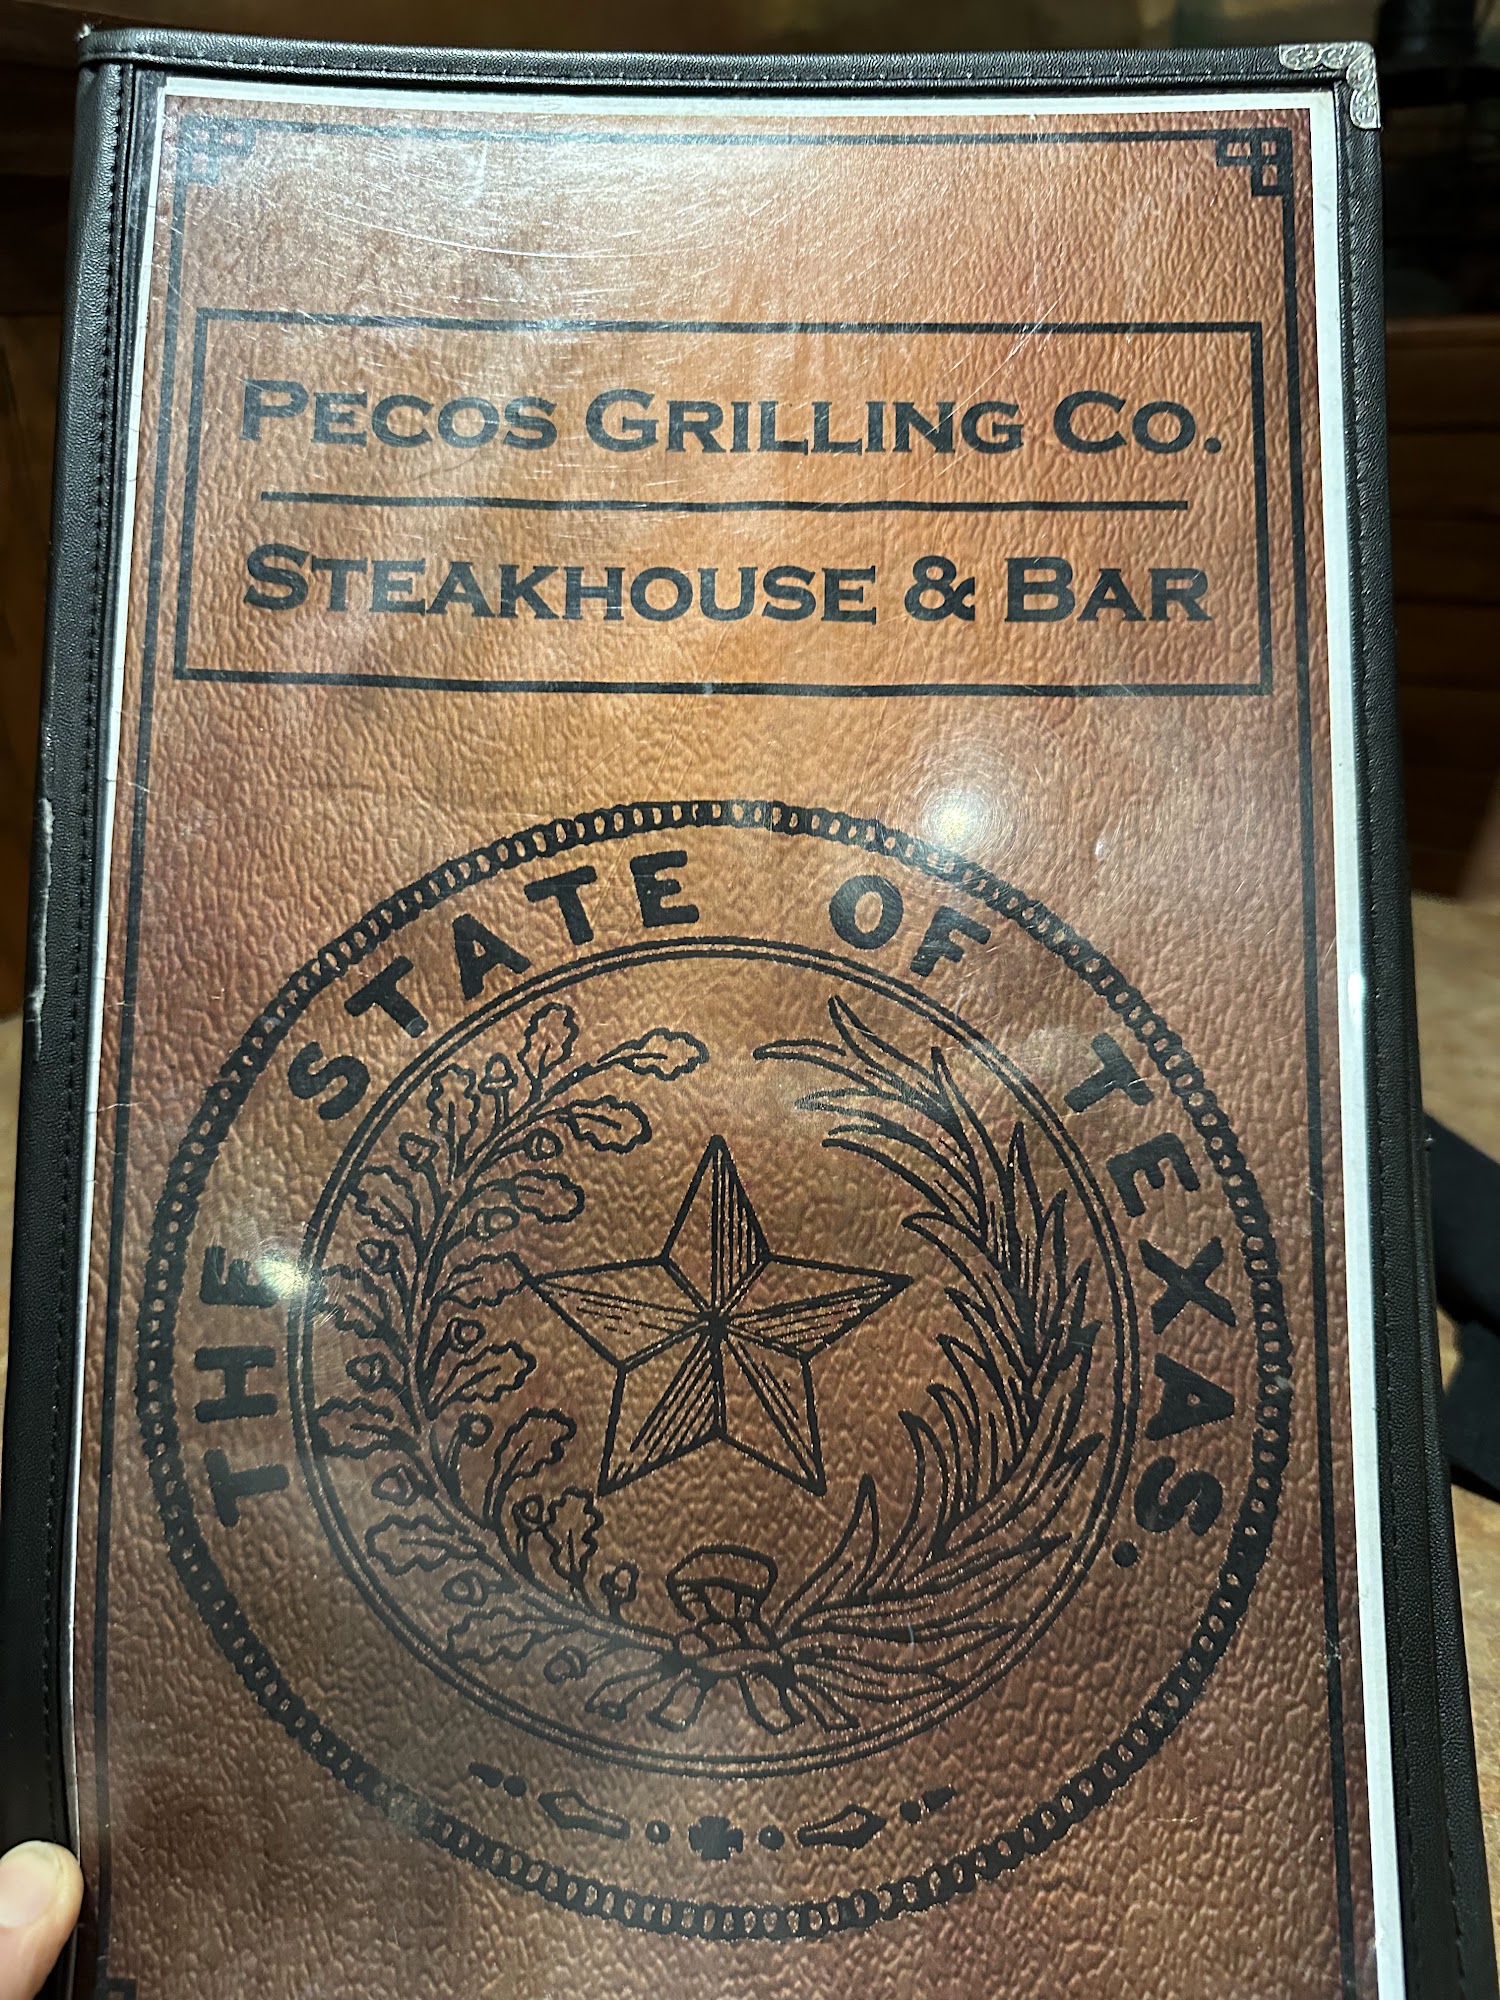 PECOS GRILLING CO.
STEAKHOUSE & BAR
THE STATE OF TEXAS.